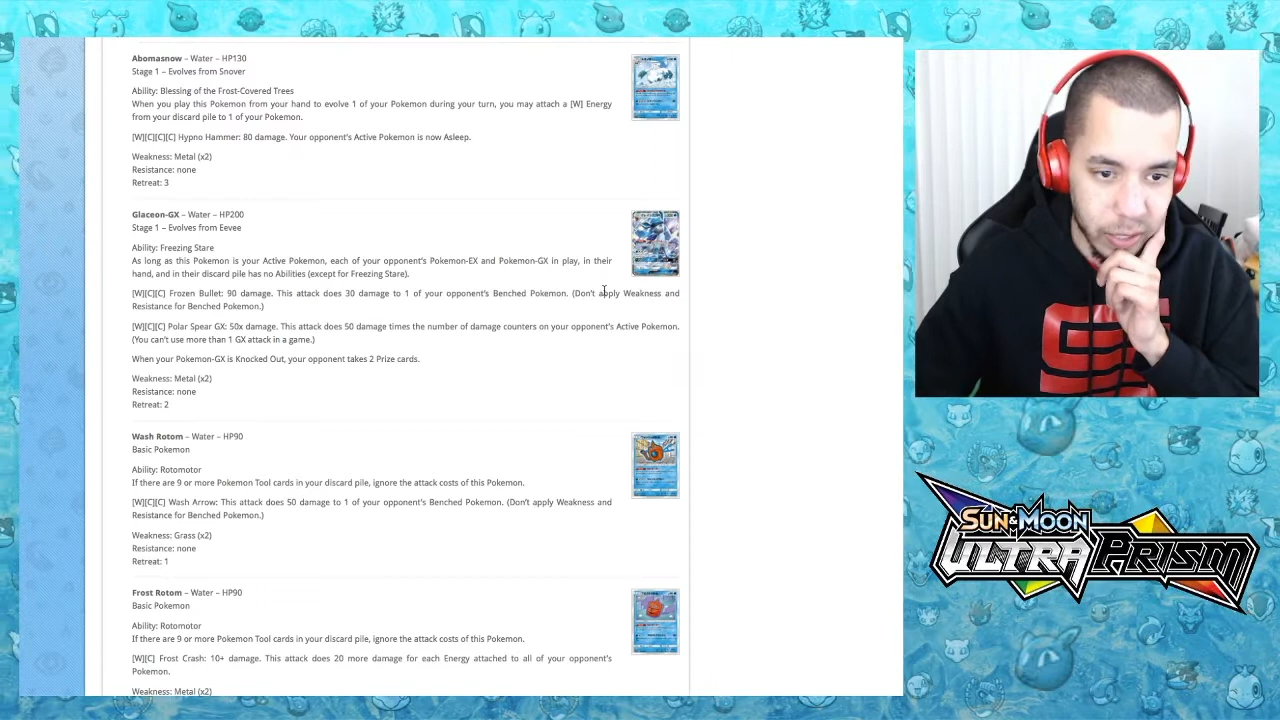 Abomasnow – Water – HP130
Stage 1 – Evolves from Snover
Ability: Blessing of the Frost-Covered Trees
When you play this Pokemon from your hand to evolve 1 of your Pokemon during your turn, you may attach a [W] Energy
from your discard pile to 1 of your Pokemon.
[W][C][C][C] Hypno Hammer: 80 damage. Your opponent's Active Pokemon is now Asleep.
Weakness: Metal (x2)
Resistance: none
Retreat: 3
Glaceon-GX – Water – HP200
Stage 1 – Evolves from Eevee
Ability: Freezing Stare
As long as this Pokemon is your Active Pokemon, each of your opponent's Pokemon-EX and Pokemon-GX in play, in their
hand, and in their discard pile has no Abilities (except for Freezing Stare).
[W][C][C] Frozen Bullet: 90 damage. This attack does 30 damage to 1 of your opponent's Benched Pokemon. (Don't apply Weakness and
Resistance for Benched Pokemon.)
[W][C][C] Polar Spear GX: 50x damage. This attack does 50 damage times the number of damage counters on your opponent's Active Pokemon.
(You can't use more than 1 GX attack in a game.)
When your Pokemon-GX is Knocked Out, your opponent takes 2 Prize cards.
Weakness: Metal (x2)
Resistance: none
Retreat: 2
Wash Rotom – Water – HP90
Basic Pokemon
Ability: Rotomotor
If there are 9 or more Pokemon Tool cards in your discard pile, ignore the attack costs of this Pokemon.
[W][C][C] Wash Arrow: This attack does 50 damage to 1 of your opponent's Benched Pokemon. (Don't apply Weakness and
Resistance for Benched Pokemon.)
Weakness: Grass (x2)
Resistance: none
Retreat: 1
Frost Rotom – Water – HP90
Basic Pokemon
Ability: Rotomotor
If there are 9 or more Pokemon Tool cards in your discard pile, ignore the attack costs of this Pokemon.
[W][C] Frost Crash: 10+ damage. This attack does 20 more damage for each Energy attached to all of your opponent's
Pokemon.
Weakness: Metal (x2)
SUN & MOON
ULTRA PRISM